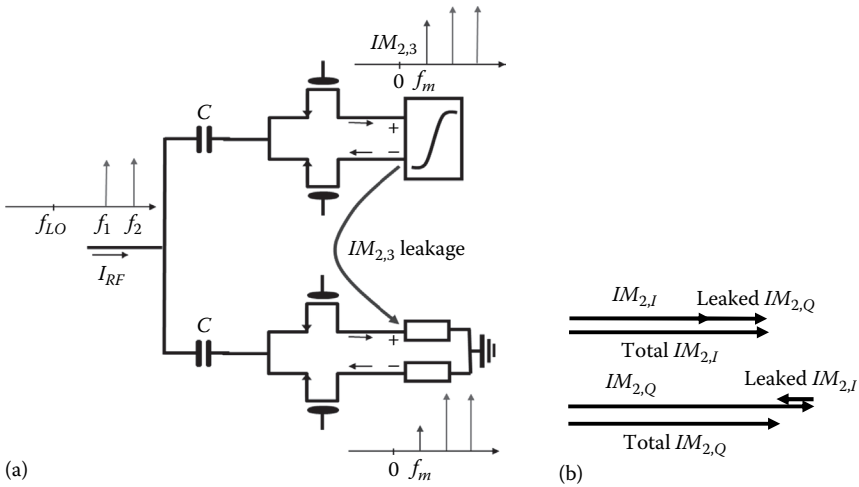 IM2,3
0 fm
C
+
−
fLO f1 f2
IRF
IM2,3 leakage
C
+
−
0 fm
(a)
IM2,I Leaked IM2,Q
Total IM2,I
Leaked IM2,I
IM2,Q
Total IM2,Q
(b)